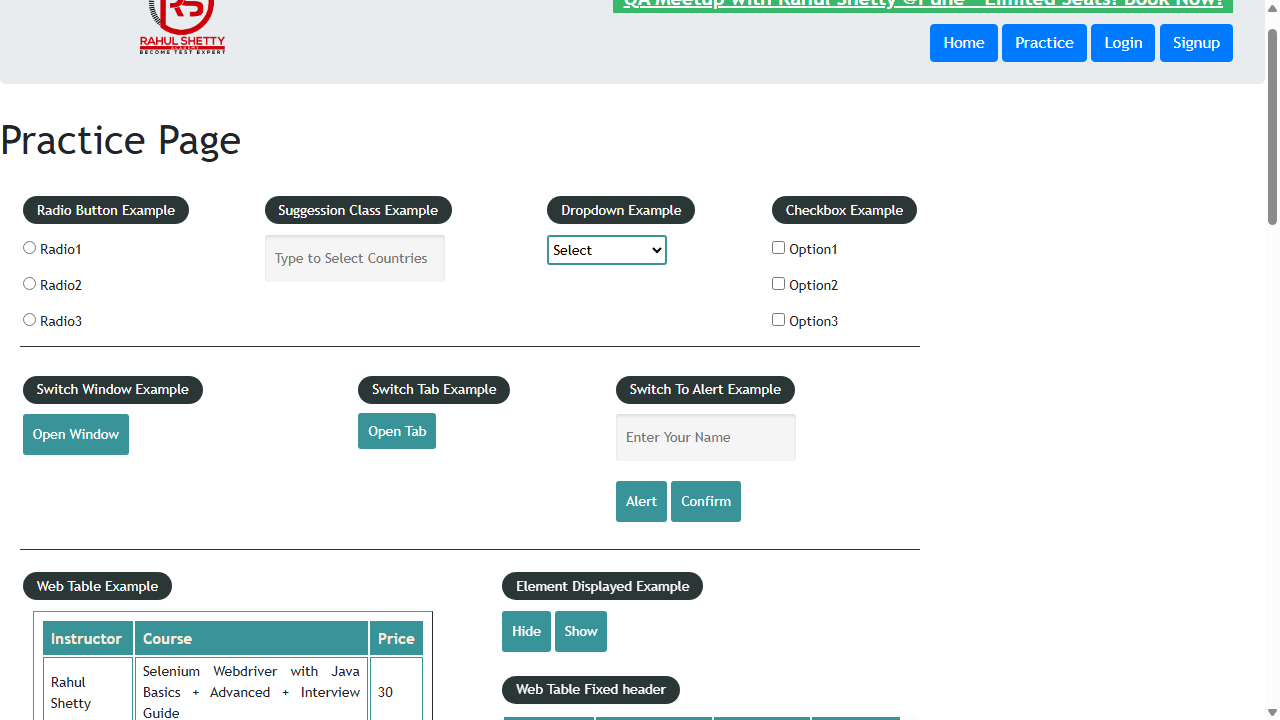 QA Meetup with Rahul Shetty @Pune - Limited Seats! Book Now!
RS
RAHUL SHETTY
ACADEMY
BECOME TEST EXPERT
Home Practice Login Signup
Practice Page
Radio Button Example Suggession Class Example Dropdown Example Checkbox Example
Radio1 Type to Select Countries Select Option1
Radio2 Option2
Radio3 Option3
Switch Window Example Switch Tab Example Switch To Alert Example
Open Window Open Tab Enter Your Name
Alert Confirm
Web Table Example Element Displayed Example
Instructor Course Price
Hide Show
Rahul Shetty
Selenium Webdriver with Java
Basics + Advanced + Interview
Guide
30
Web Table Fixed header